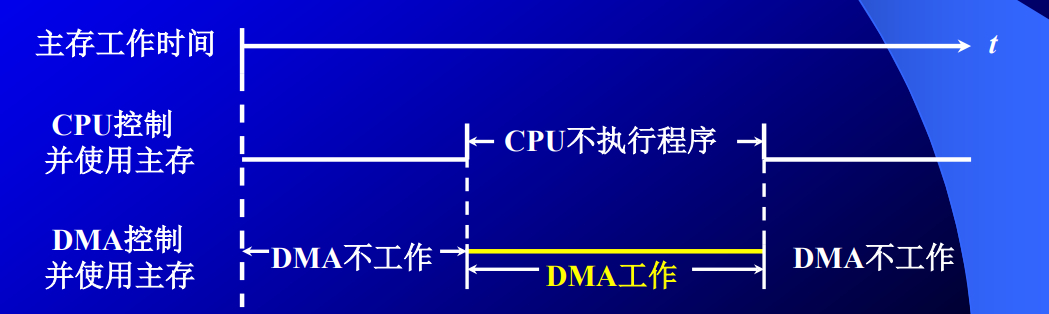 主存工作时间
t
CPU控制
并使用主存
CPU不执行程序
DMA控制
并使用主存
DMA不工作
DMA工作
DMA不工作